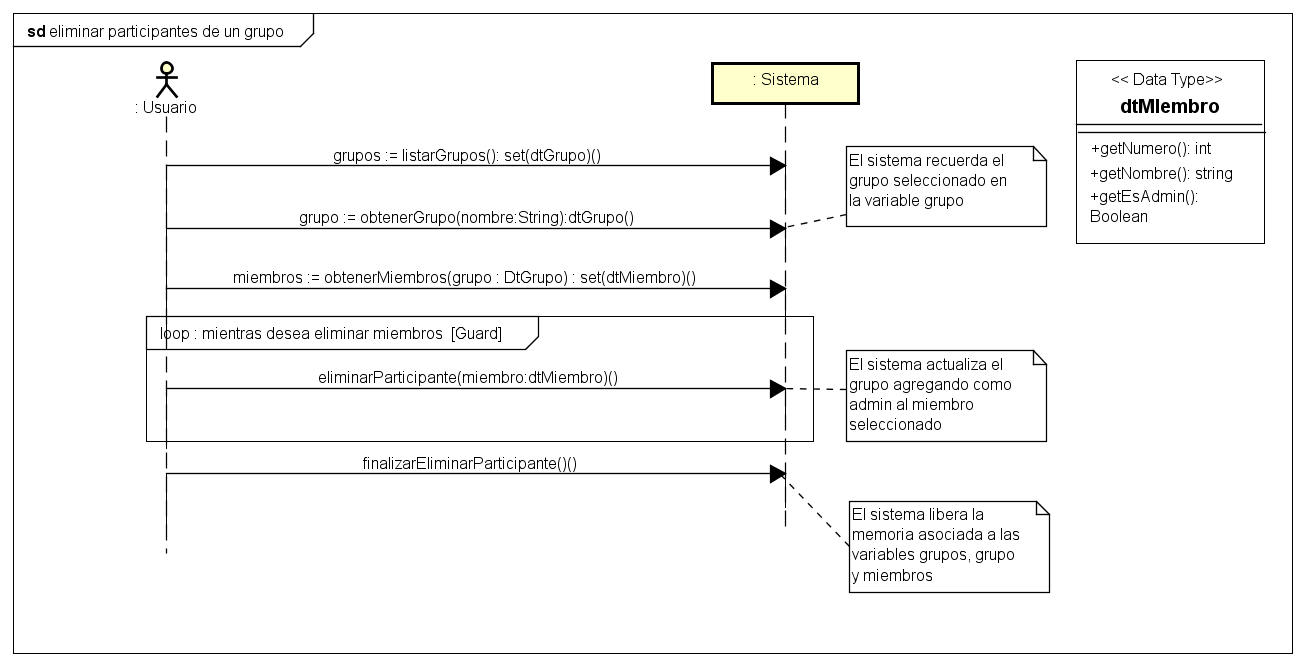 sd eliminar participantes de un grupo
: Usuario
: Sistema
<< Data Type>>
dtMIembro
+getNumero(): int
+getNombre(): string
+getEsAdmin():
Boolean
grupos := listarGrupos(): set(dtGrupo)()
El sistema recuerda el
grupo seleccionado en
la variable grupo
grupo := obtenerGrupo(nombre:String):dtGrupo()
miembros := obtenerMiembros(grupo : DtGrupo) : set(dtMiembro)()
loop : mientras desea eliminar miembros [Guard]
eliminarParticipante(miembro:dtMiembro)()
El sistema actualiza el
grupo agregando como
admin al miembro
seleccionado
finalizarEliminarParticipante()()
El sistema libera la
memoria asociada a las
variables grupos, grupo
y miembros